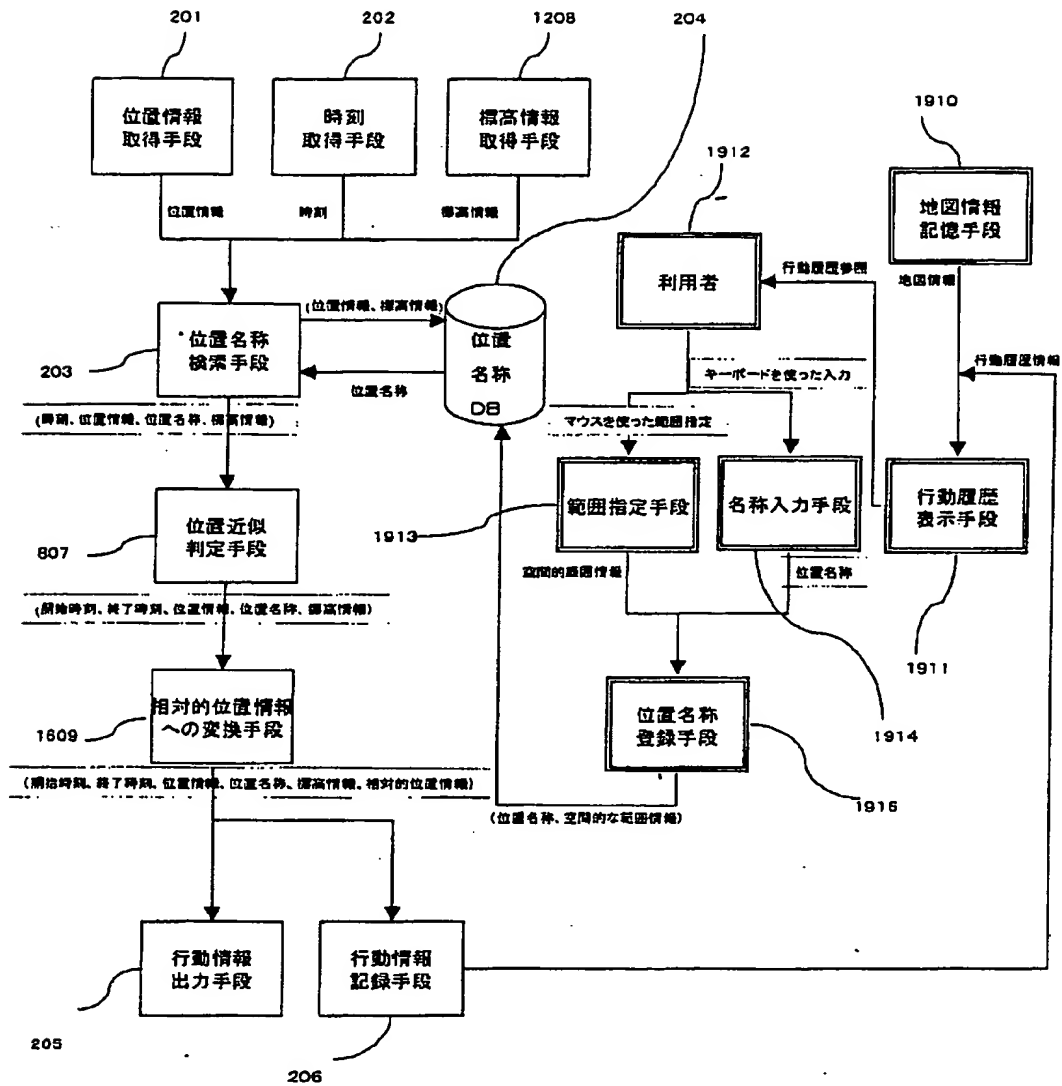 201
202
1208
204
位置情報
取得手段
時刻
取得手段
標高情報
取得手段
1910
1912
位置情報
時刻
標高情報
地図情報
記憶手段
利用者
行動履歴参照
地図情報
(位置情報、標高情報)
位置名称
検索手段
203
位置
名称
DB
位置名称
行動履歴情報
キーボードを使った入力
(時刻、位置情報、位置名称、標高情報)
マウスを使った範囲指定
位置近似
判定手段
807
範囲指定手段
名称入力手段
行動履歴
表示手段
1913
空間的範囲情報
位置名称
(開始時刻、終了時刻、位置情報、位置名称、標高情報)
1911
相対的位置情報
への変換手段
1609
位置名称
登録手段
1914
(開始時刻、終了時刻、位置情報、位置名称、標高情報、相対的位置情報)
1915
(位置名称、空間的な範囲情報)
行動情報
出力手段
行動情報
記録手段
205
206